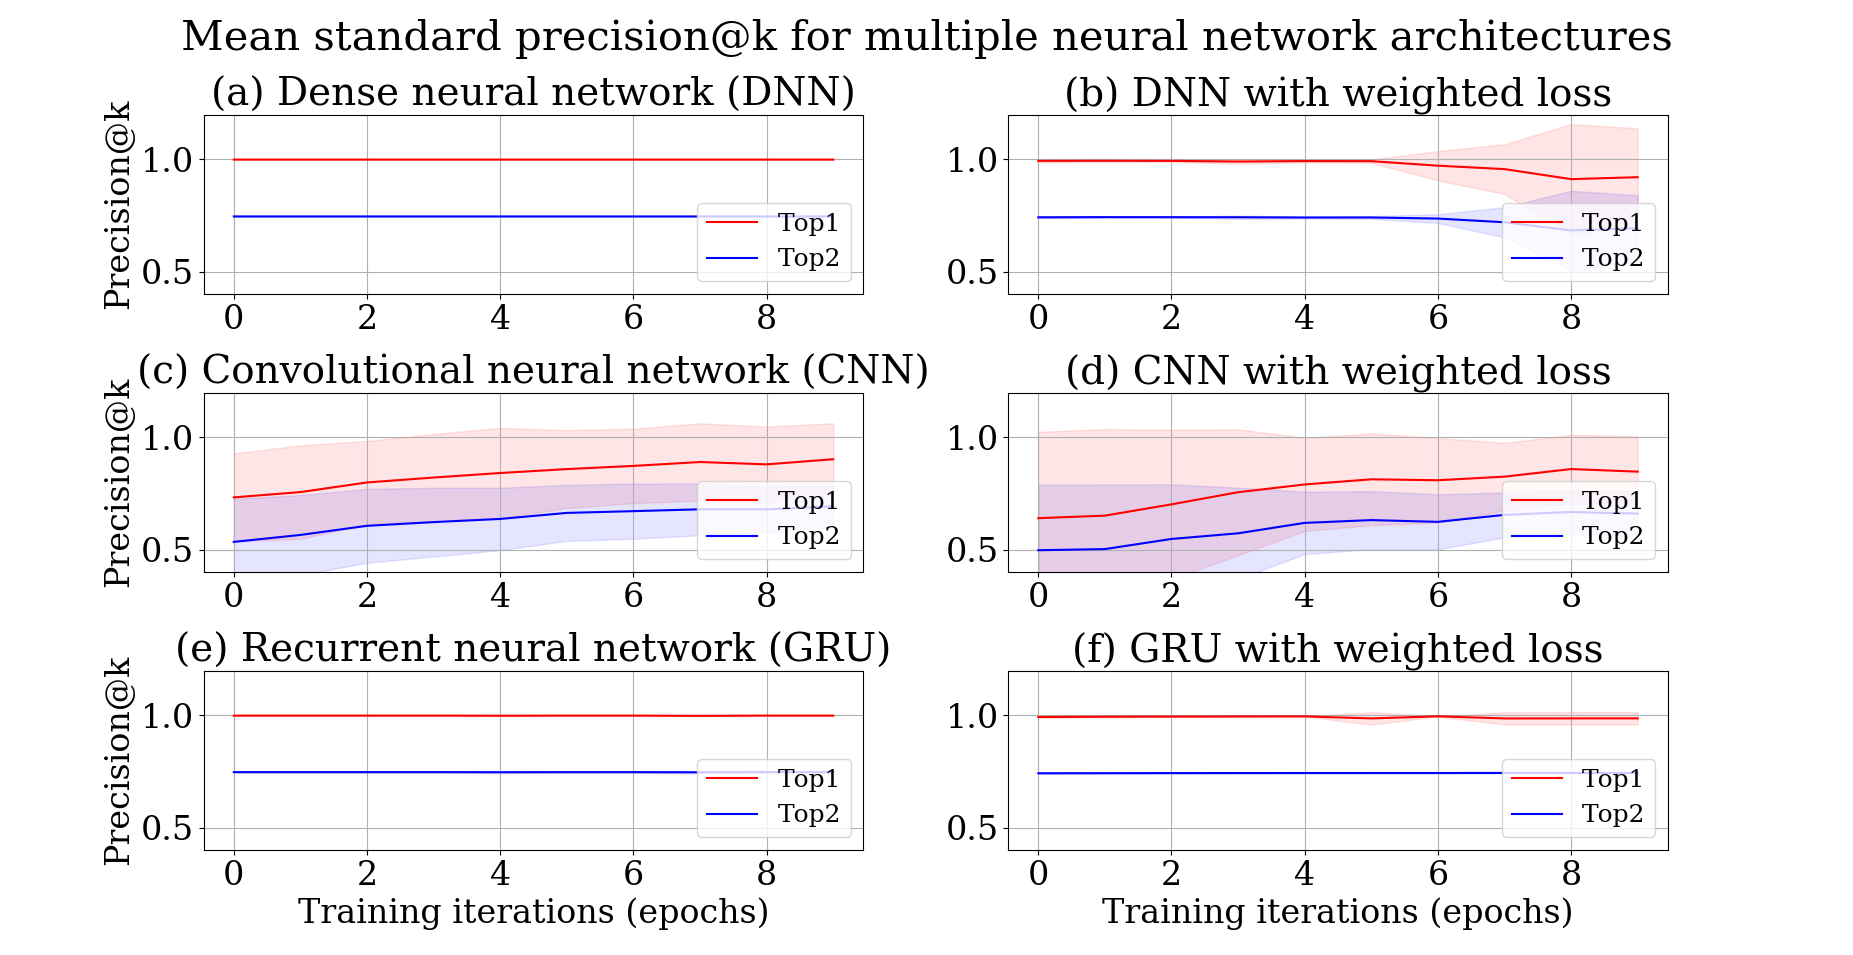 Mean standard precision@k for multiple neural network architectures
(a) Dense neural network (DNN)
Precision@k
1.0
0.5
0 2 4 6 8
Top1
Top2
(b) DNN with weighted loss
1.0
0.5
0 2 4 6 8
Top1
Top2
(c) Convolutional neural network (CNN)
Precision@k
1.0
0.5
0 2 4 6 8
Top1
Top2
(d) CNN with weighted loss
1.0
0.5
0 2 4 6 8
Top1
Top2
(e) Recurrent neural network (GRU)
Precision@k
1.0
0.5
0 2 4 6 8
Top1
Top2
Training iterations (epochs)
(f) GRU with weighted loss
1.0
0.5
0 2 4 6 8
Top1
Top2
Training iterations (epochs)